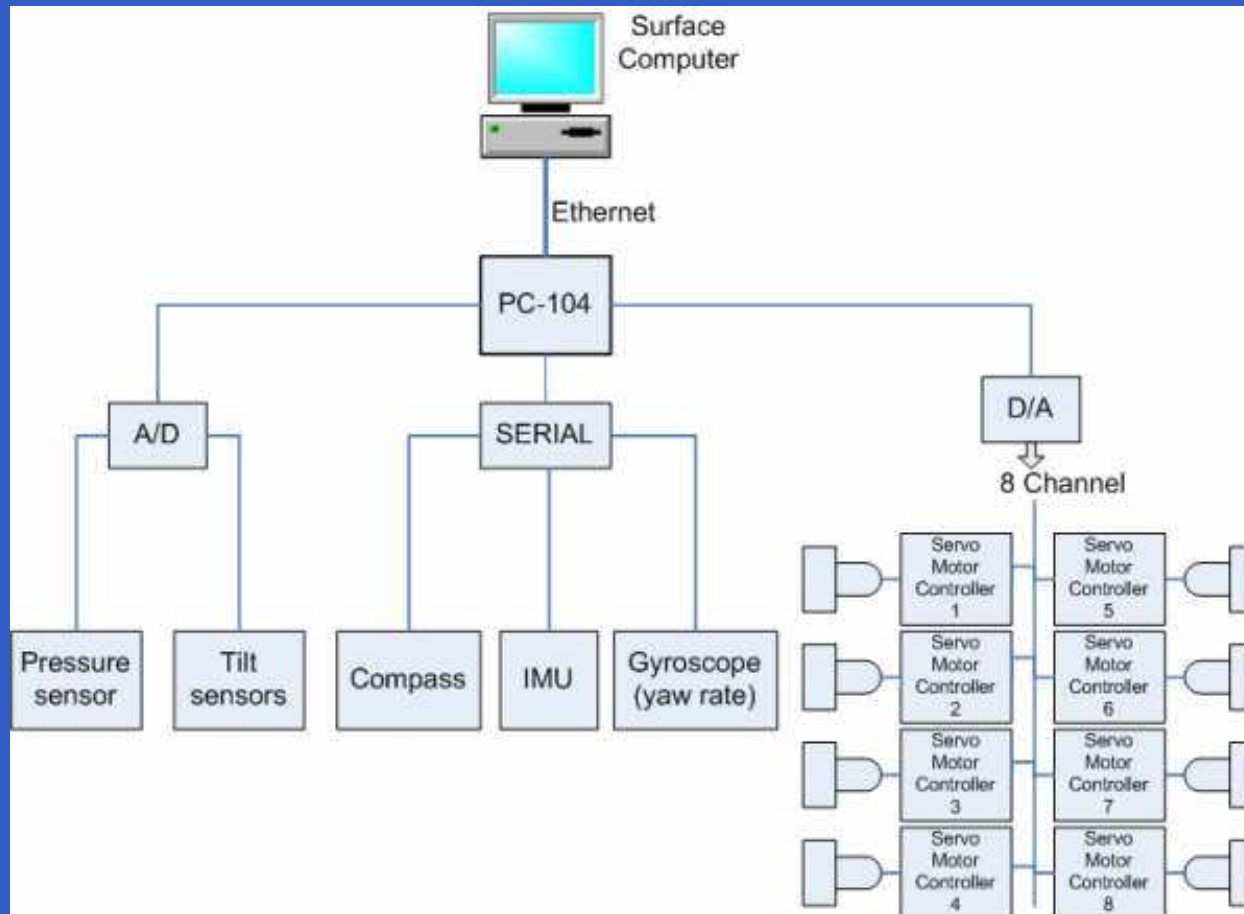 Surface
Computer
Ethernet
PC-104
A/D
SERIAL
D/A
8 Channel
Pressure
sensor
Tilt
sensors
Compass
IMU
Gyroscope
(yaw rate)
Servo
Motor
Controller
1
Servo
Motor
Controller
5
Servo
Motor
Controller
2
Servo
Motor
Controller
6
Servo
Motor
Controller
3
Servo
Motor
Controller
7
Servo
Motor
Controller
4
Servo
Motor
Controller
8